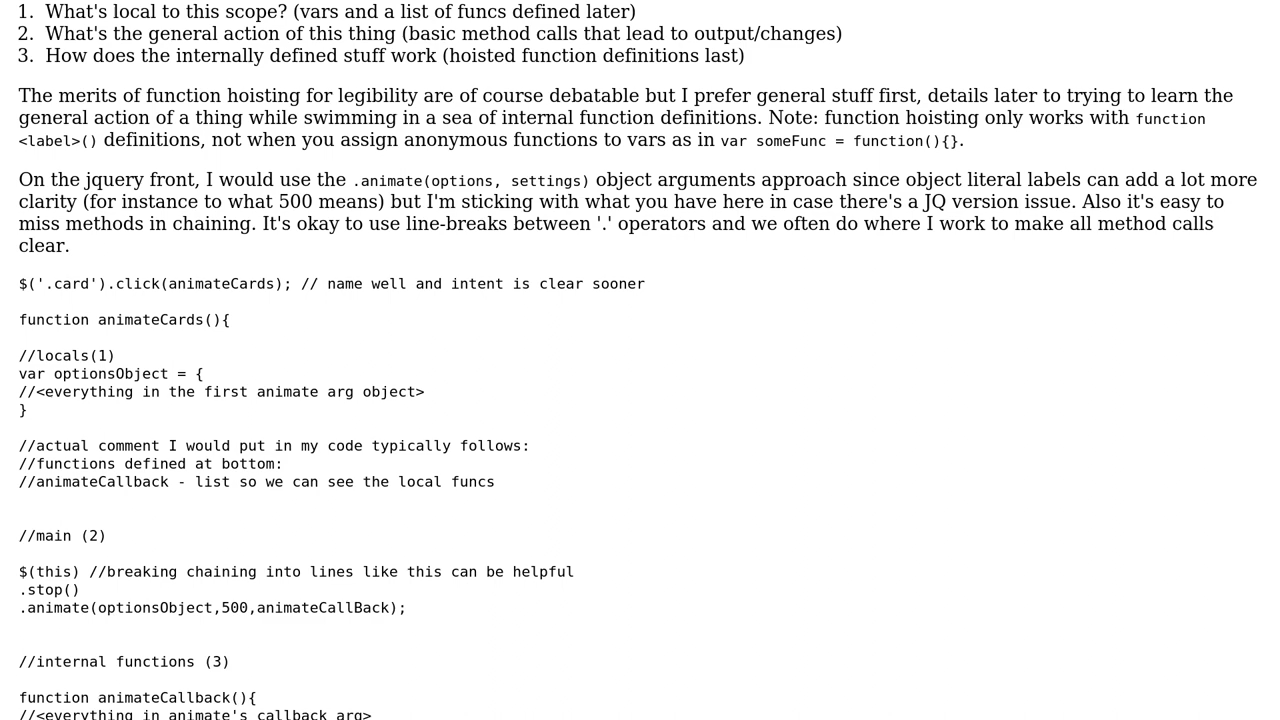 1. What's local to this scope? (vars and a list of funcs defined later)
2. What's the general action of this thing (basic method calls that lead to output/changes)
3. How does the internally defined stuff work (hoisted function definitions last)
The merits of function hoisting for legibility are of course debatable but I prefer general stuff first, details later to trying to learn the
general action of a thing while swimming in a sea of internal function definitions. Note: function hoisting only works with function
<label>() definitions, not when you assign anonymous functions to vars as in var someFunc = function(){}.
On the jquery front, I would use the .animate(options, settings) object arguments approach since object literal labels can add a lot more
clarity (for instance to what 500 means) but I'm sticking with what you have here in case there's a JQ version issue. Also it's easy to
miss methods in chaining. It's okay to use line-breaks between '.' operators and we often do where I work to make all method calls
clear.
$('.card').click(animateCards); // name well and intent is clear sooner
function animateCards(){
//locals(1)
var optionsObject = {
//<everything in the first animate arg object>
}
//actual comment I would put in my code typically follows:
//functions defined at bottom:
//animateCallback - list so we can see the local funcs
//main (2)
$(this) //breaking chaining into lines like this can be helpful
.stop()
.animate(optionsObject,500,animateCallBack);
//internal functions (3)
function animateCallback(){
//<everything in animate's callback arg>